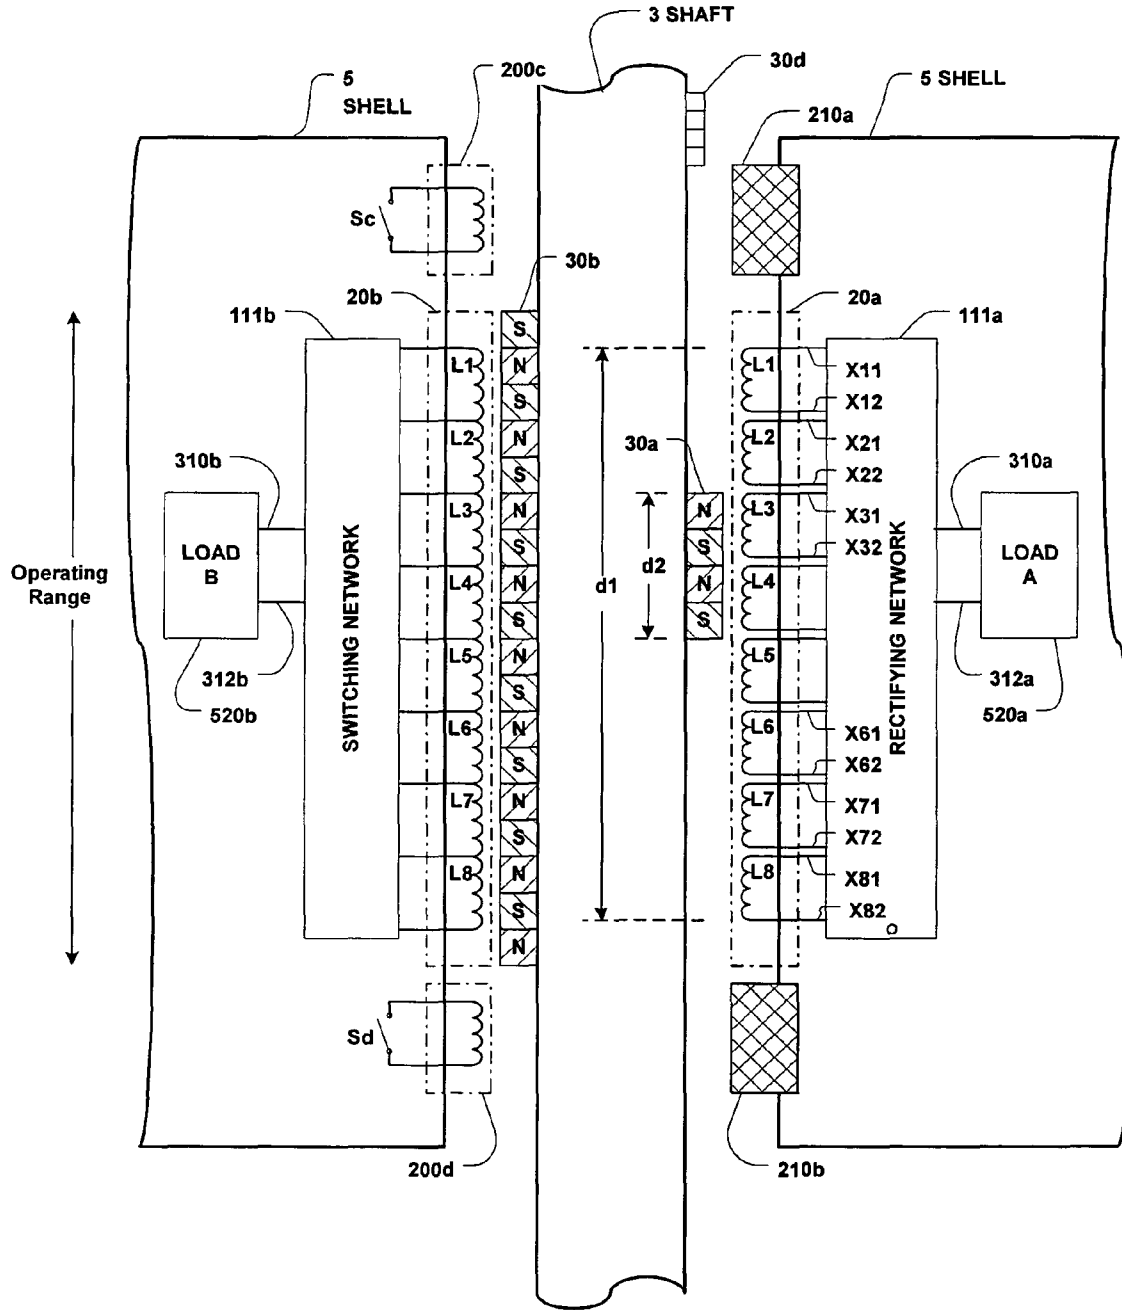 3 SHAFT
200c
30d
5
SHELL
5 SHELL
210a
Sc
30b
20b
20a
111b
111a
S
N
S
N
S
N
S
N
S
N
S
N
S
N
S
N
S
N
L1
L2
L3
L4
L5
L6
L7
L8
SWITCHING NETWORK
310b
LOAD
B
312b
520b
Operating
Range
d1
d2
30a
N
S
N
S
L1
L2
L3
L4
L5
L6
L7
L8
X11
X12
X21
X22
X31
X32
X61
X62
X71
X72
X81
X82
RECTIFYING NETWORK
310a
LOAD
A
312a
520a
Sd
200d
210b